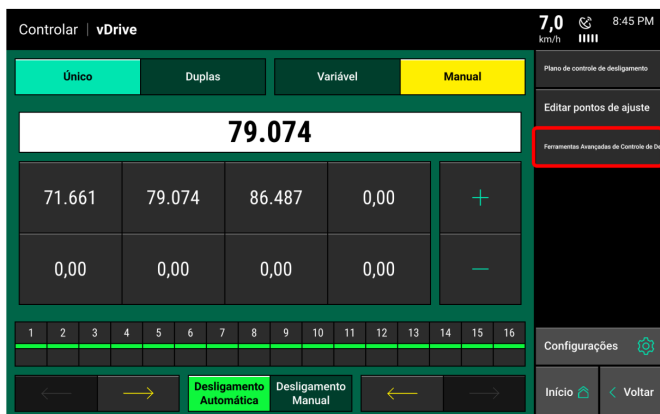 Controlar | vDrive
7,0
km/h
8:45 PM
Único
Duplas
Variável
Manual
79.074
71.661
79.074
86.487
0,00
+
0,00
0,00
0,00
0,00
—
1 2 3 4 5 6 7 8 9 10 11 12 13 14 15 16
Desligamento
Automática
Desligamento
Manual
Plano de controle de desligamento
Editar pontos de ajuste
Ferramentas Avançadas de Controle de De
Configurações
Início
< Voltar